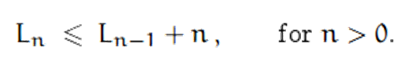 Lₙ ⩽ Lₙ₋₁ + n , for n > 0.